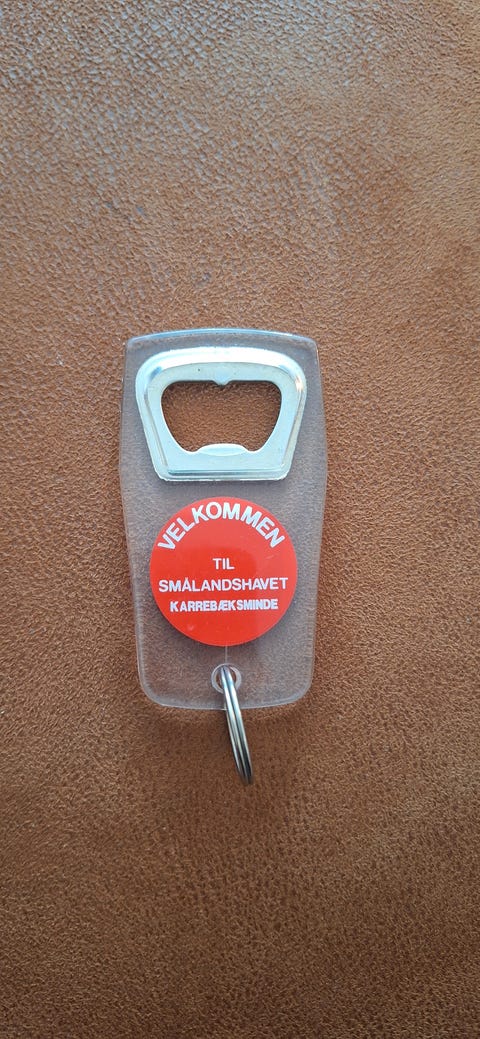 VELKOMMEN
TIL
SMÅLANDSHAVET
KARREBÆKSMINDE